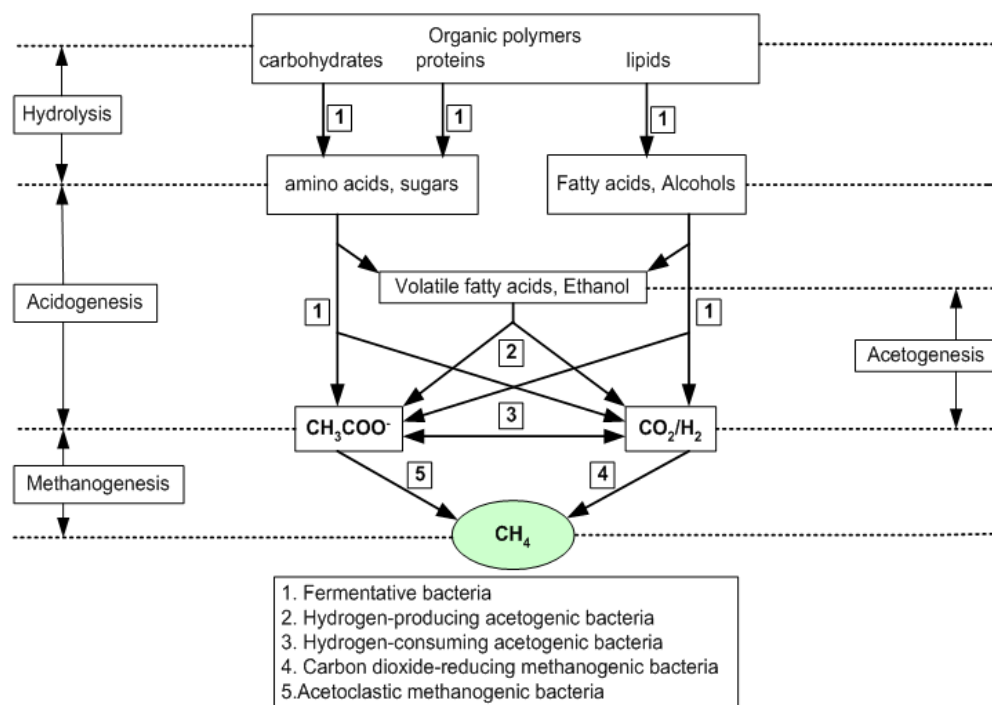 Organic polymers
carbohydrates proteins lipids
1 1 1
Hydrolysis
amino acids, sugars
Fatty acids, Alcohols
Volatile fatty acids, Ethanol
Acidogenesis
1
1
2
Acetogenesis
CH₃COO⁻
3
CO₂/H₂
Methanogenesis
5
4
CH₄
1. Fermentative bacteria
2. Hydrogen-producing acetogenic bacteria
3. Hydrogen-consuming acetogenic bacteria
4. Carbon dioxide-reducing methanogenic bacteria
5.Acetoclastic methanogenic bacteria